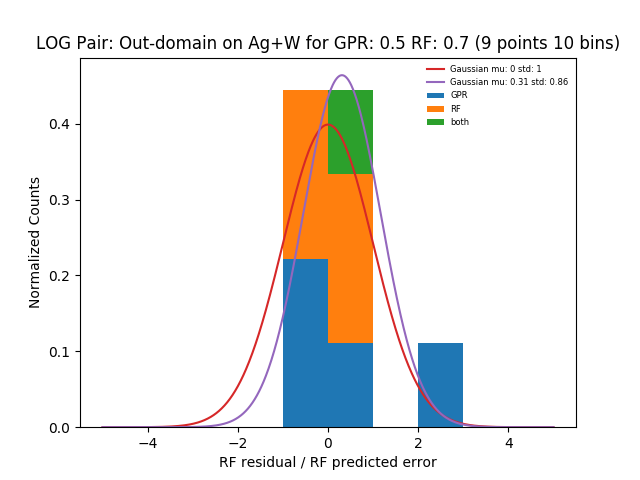 LOG Pair: Out-domain on Ag+W for GPR: 0.5 RF: 0.7 (9 points 10 bins)
Gaussian mu: 0 std: 1
Gaussian mu: 0.31 std: 0.86
GPR
RF
both
Normalized Counts
0.4
0.3
0.2
0.1
0.0
−4
−2
0
2
4
RF residual / RF predicted error